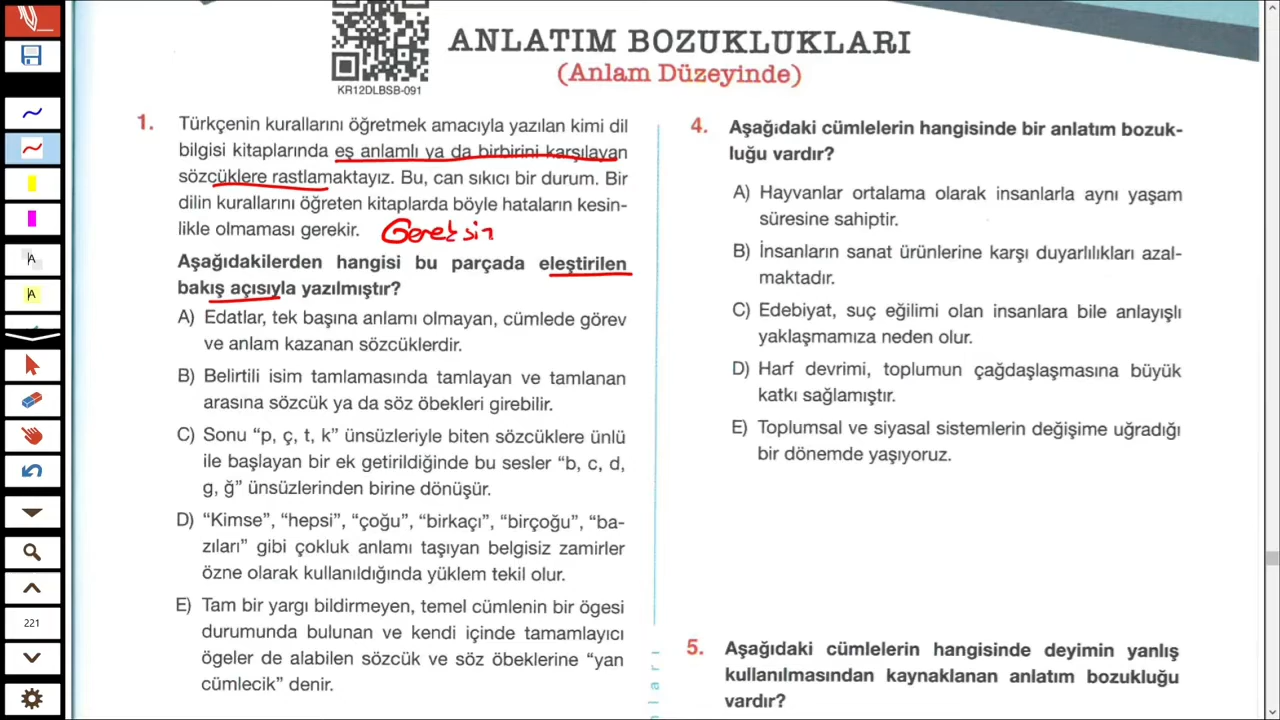 ANLATIM BOZUKLUKLARI
(Anlam Düzeyinde)
KR12DLBSB-091
1. Türkçenin kurallarını öğretmek amacıyla yazılan kimi dil
bilgisi kitaplarında eş anlamlı ya da birbirini karşılayan
sözcüklere rastlamaktayız. Bu, can sıkıcı bir durum. Bir
dilin kurallarını öğreten kitaplarda böyle hataların kesin-
likle olmaması gerekir. Gereksiz
Aşağıdakilerden hangisi bu parçada eleştirilen
bakış açısıyla yazılmıştır?
A) Edatlar, tek başına anlamı olmayan, cümlede görev
ve anlam kazanan sözcüklerdir.
B) Belirtili isim tamlamasında tamlayan ve tamlanan
arasına sözcük ya da söz öbekleri girebilir.
C) Sonu “p, ç, t, k” ünsüzleriyle biten sözcüklere ünlü
ile başlayan bir ek getirildiğinde bu sesler “b, c, d,
g, ğ” ünsüzlerinden birine dönüşür.
D) “Kimse”, “hepsi”, “çoğu”, “birkaçı”, “birçoğu”, “ba-
zıları” gibi çokluk anlamı taşıyan belgisiz zamirler
özne olarak kullanıldığında yüklem tekil olur.
E) Tam bir yargı bildirmeyen, temel cümlenin bir ögesi
durumunda bulunan ve kendi içinde tamamlayıcı
ögeler de alabilen sözcük ve söz öbeklerine “yan
cümlecik” denir.
4. Aşağıdaki cümlelerin hangisinde bir anlatım bozuk-
luğu vardır?
A) Hayvanlar ortalama olarak insanlarla aynı yaşam
süresine sahiptir.
B) İnsanların sanat ürünlerine karşı duyarlılıkları azal-
maktadır.
C) Edebiyat, suç eğilimi olan insanlara bile anlayışlı
yaklaşmamıza neden olur.
D) Harf devrimi, toplumun çağdaşlaşmasına büyük
katkı sağlamıştır.
E) Toplumsal ve siyasal sistemlerin değişime uğradığı
bir dönemde yaşıyoruz.
5. Aşağıdaki cümlelerin hangisinde deyimin yanlış
kullanılmasından kaynaklanan anlatım bozukluğu
vardır?
A
A
221